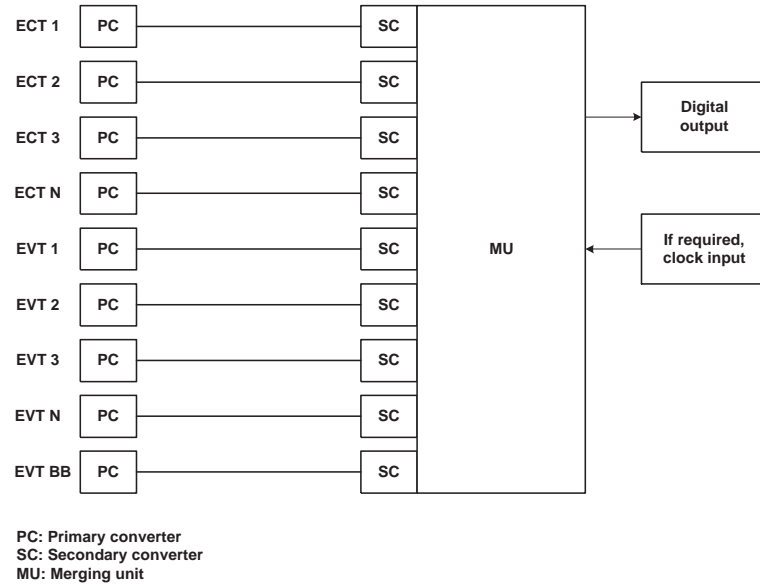 ECT 1 PC SC
ECT 2 PC SC
ECT 3 PC SC
ECT N PC SC
EVT 1 PC SC
EVT 2 PC SC
EVT 3 PC SC
EVT N PC SC
EVT BB PC SC
MU
Digital
output
If required,
clock input
PC: Primary converter
SC: Secondary converter
MU: Merging unit